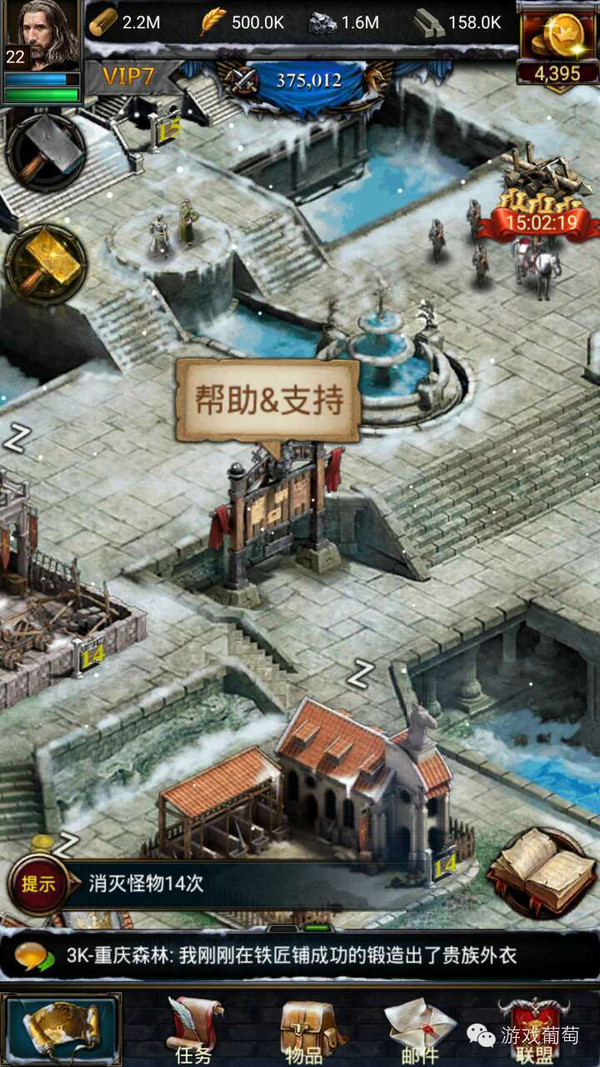 2.2M
500.0K
1.6M
158.0K
22
VIP7
375,012
4,395
15
15:02:19
帮助&支持
Z
14
Z
Z
14
提示
消灭怪物14次
3K-重庆森林: 我刚刚在铁匠铺成功的锻造出了贵族外衣
任务
物品
邮件
联盟
游戏葡萄